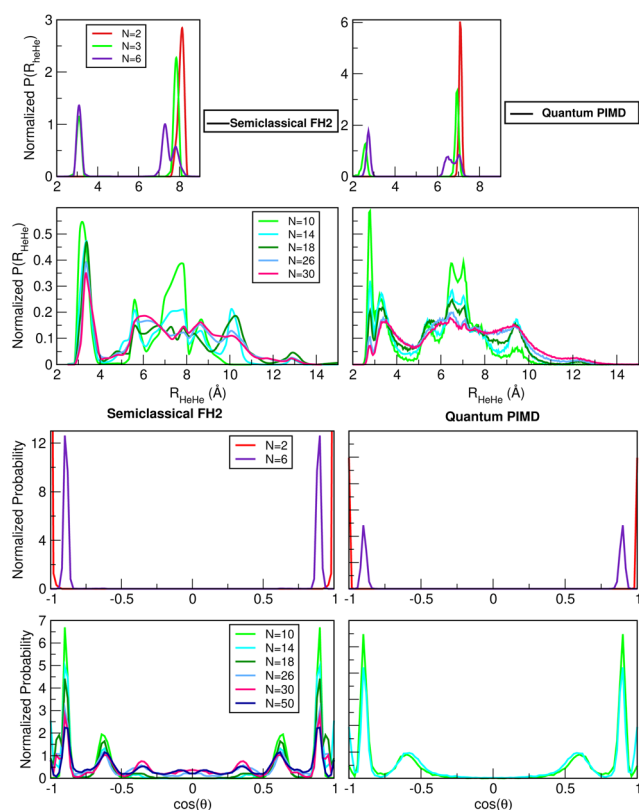 3
2
1
0
Normalized P(R_heHe)
N=2
N=3
N=6
2 4 6 8
Semiclassical FH2
6
4
2
0
2 4 6 8
Quantum PIMD
0.5
0.4
0.3
0.2
0.1
0
Normalized P(R_HeHe)
N=10
N=14
N=18
N=26
N=30
2 4 6 8 10 12 14
R_HeHe (Å)
2 4 6 8 10 12 14
R_HeHe (Å)
Semiclassical FH2
Quantum PIMD
12
8
4
0
Normalized Probability
N=2
N=6
-1 -0.5 0 0.5 1
-1 -0.5 0 0.5 1
7
6
5
4
3
2
1
0
Normalized Probability
N=10
N=14
N=18
N=26
N=30
N=50
-1 -0.5 0 0.5 1
cos(θ)
-1 -0.5 0 0.5 1
cos(θ)